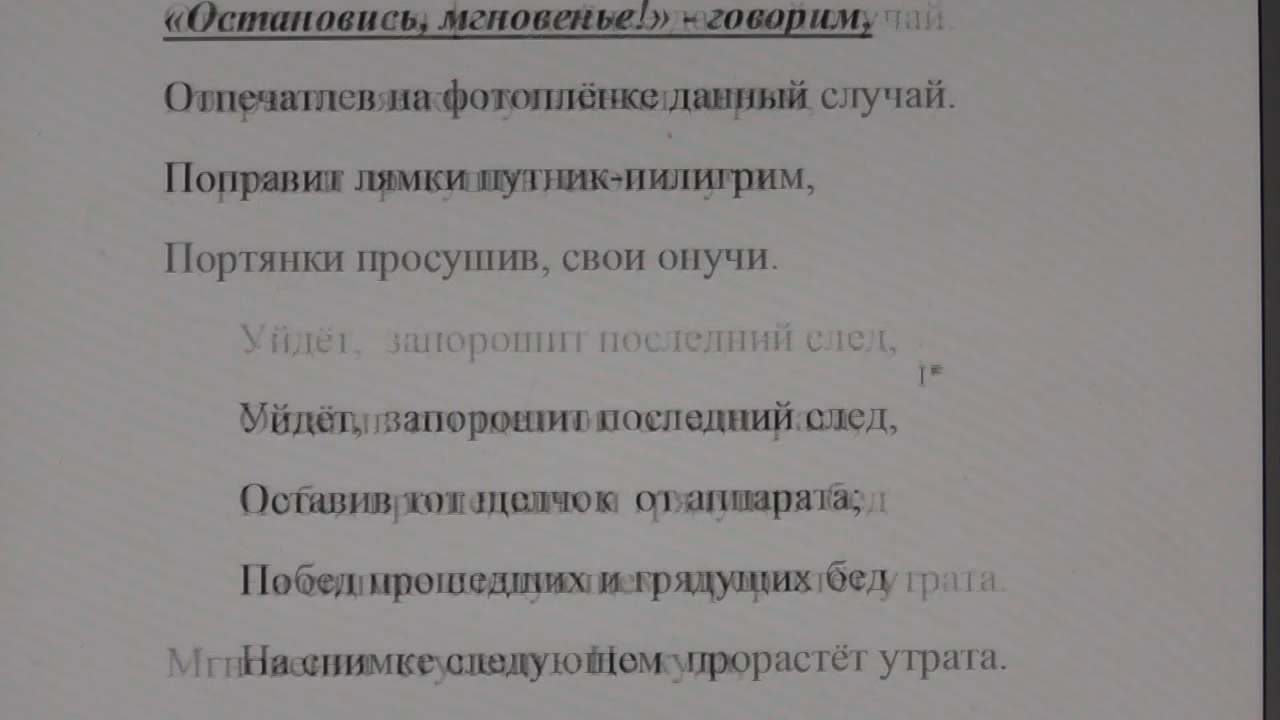 «Остановись, мгновенье!» - говорим,
Отпечатлев на фотоплёнке данный случай.
Поправит лямки путник-пилигрим,
Портянки просушив, свои онучи.
Уйдёт, запорошит последний след,
Уйдёт, запорошит последний след,
Оставив тот щелчок от аппарата;
Побед прошедших и грядущих бед
На снимке следующем прорастёт утрата.